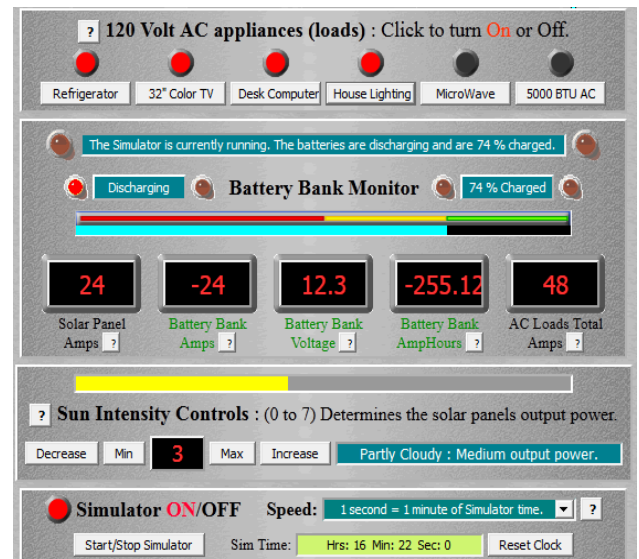 ? 120 Volt AC appliances (loads) : Click to turn On or Off.
Refrigerator 32" Color TV Desk Computer House Lighting MicroWave 5000 BTU AC
The Simulator is currently running. The batteries are discharging and are 74 % charged.
Discharging Battery Bank Monitor 74 % Charged
24 -24 12.3 -255.12 48
Solar Panel Battery Bank Battery Bank Battery Bank AC Loads Total
Amps ? Amps ? Voltage ? AmpHours ? Amps ?
? Sun Intensity Controls : (0 to 7) Determines the solar panels output power.
Decrease Min 3 Max Increase Partly Cloudy : Medium output power.
Simulator ON/OFF Speed: 1 second = 1 minute of Simulator time. ?
Start/Stop Simulator Sim Time: Hrs: 16 Min: 22 Sec: 0 Reset Clock